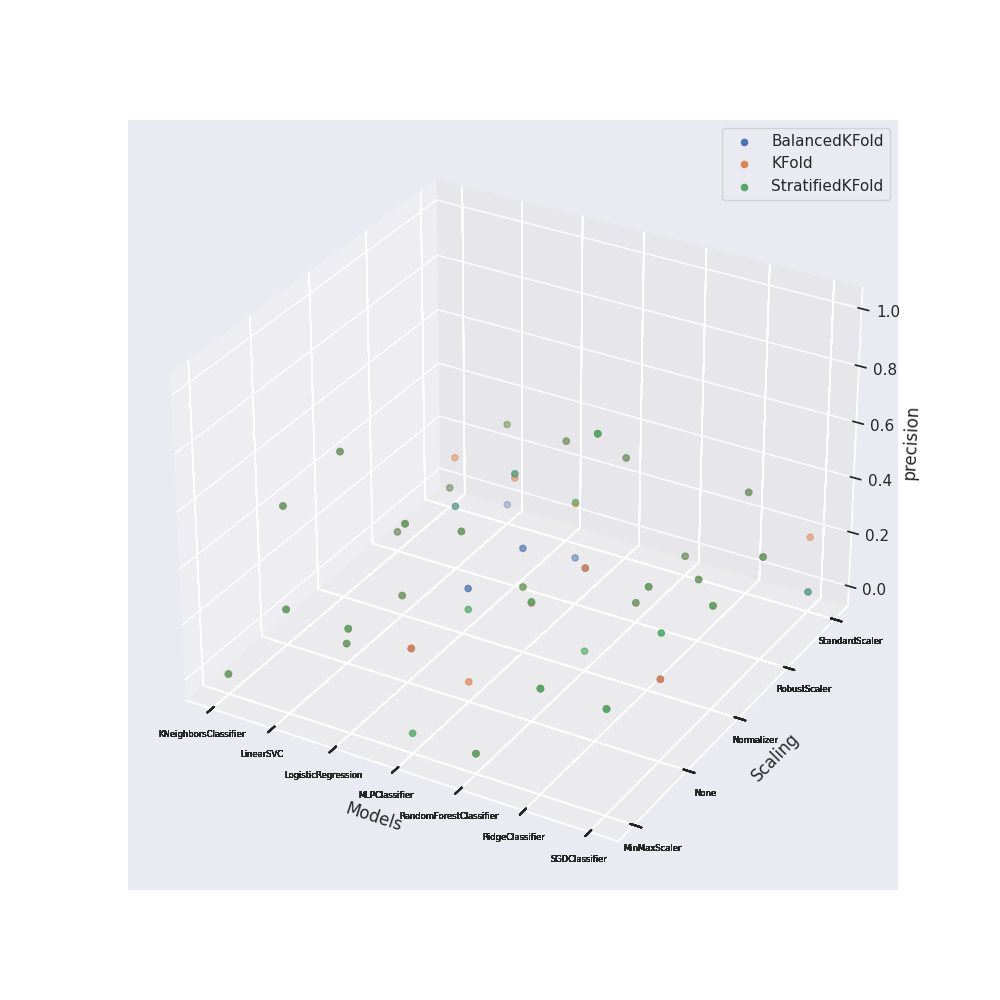 BalancedKFold
KFold
StratifiedKFold
1.0
0.8
0.6
0.4
0.2
0.0
precision
StandardScaler
RobustScaler
Normalizer
None
MinMaxScaler
Scaling
KNeighborsClassifier
LinearSVC
LogisticRegression
MLPClassifier
RandomForestClassifier
RidgeClassifier
SGDClassifier
Models